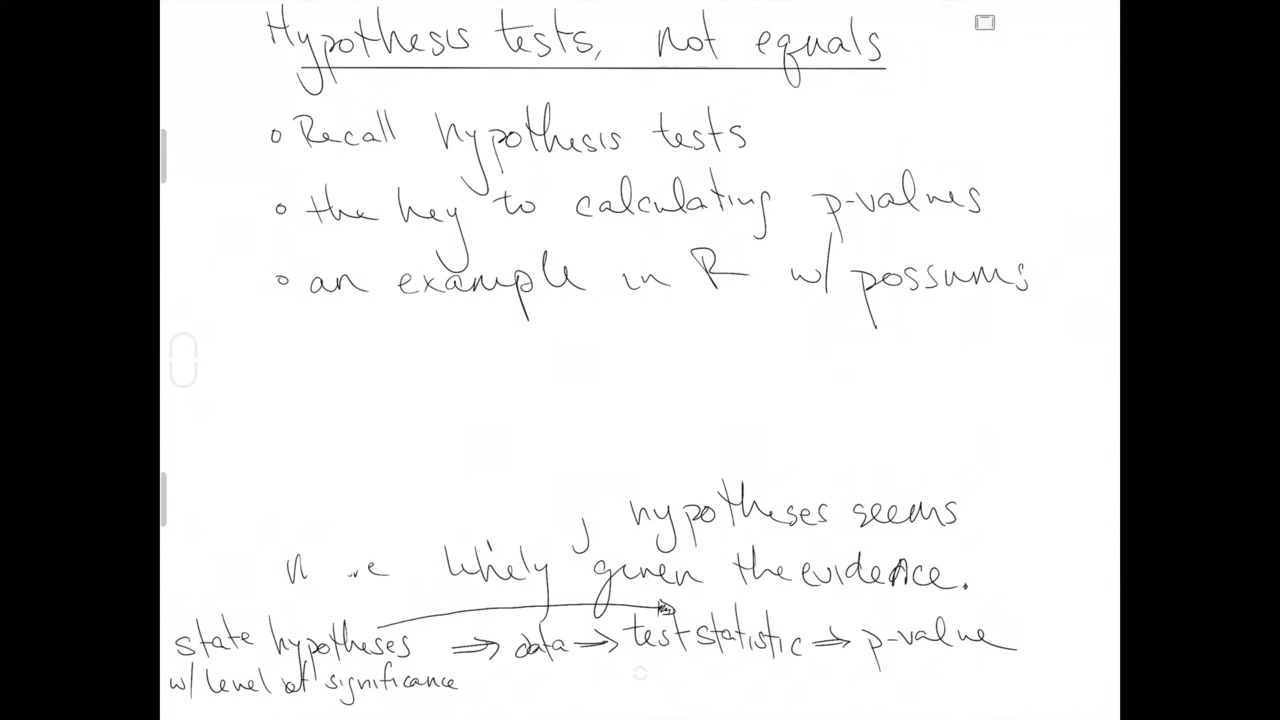 Hypothesis tests, not equals
◦ Recall hypothesis tests
◦ the key to calculating p-values
◦ an example in R w/ possums
hypotheses seems
likely given the evidence.
state hypotheses ⇒ data ⇒ test statistic ⇒ p-value
w/ level of significance